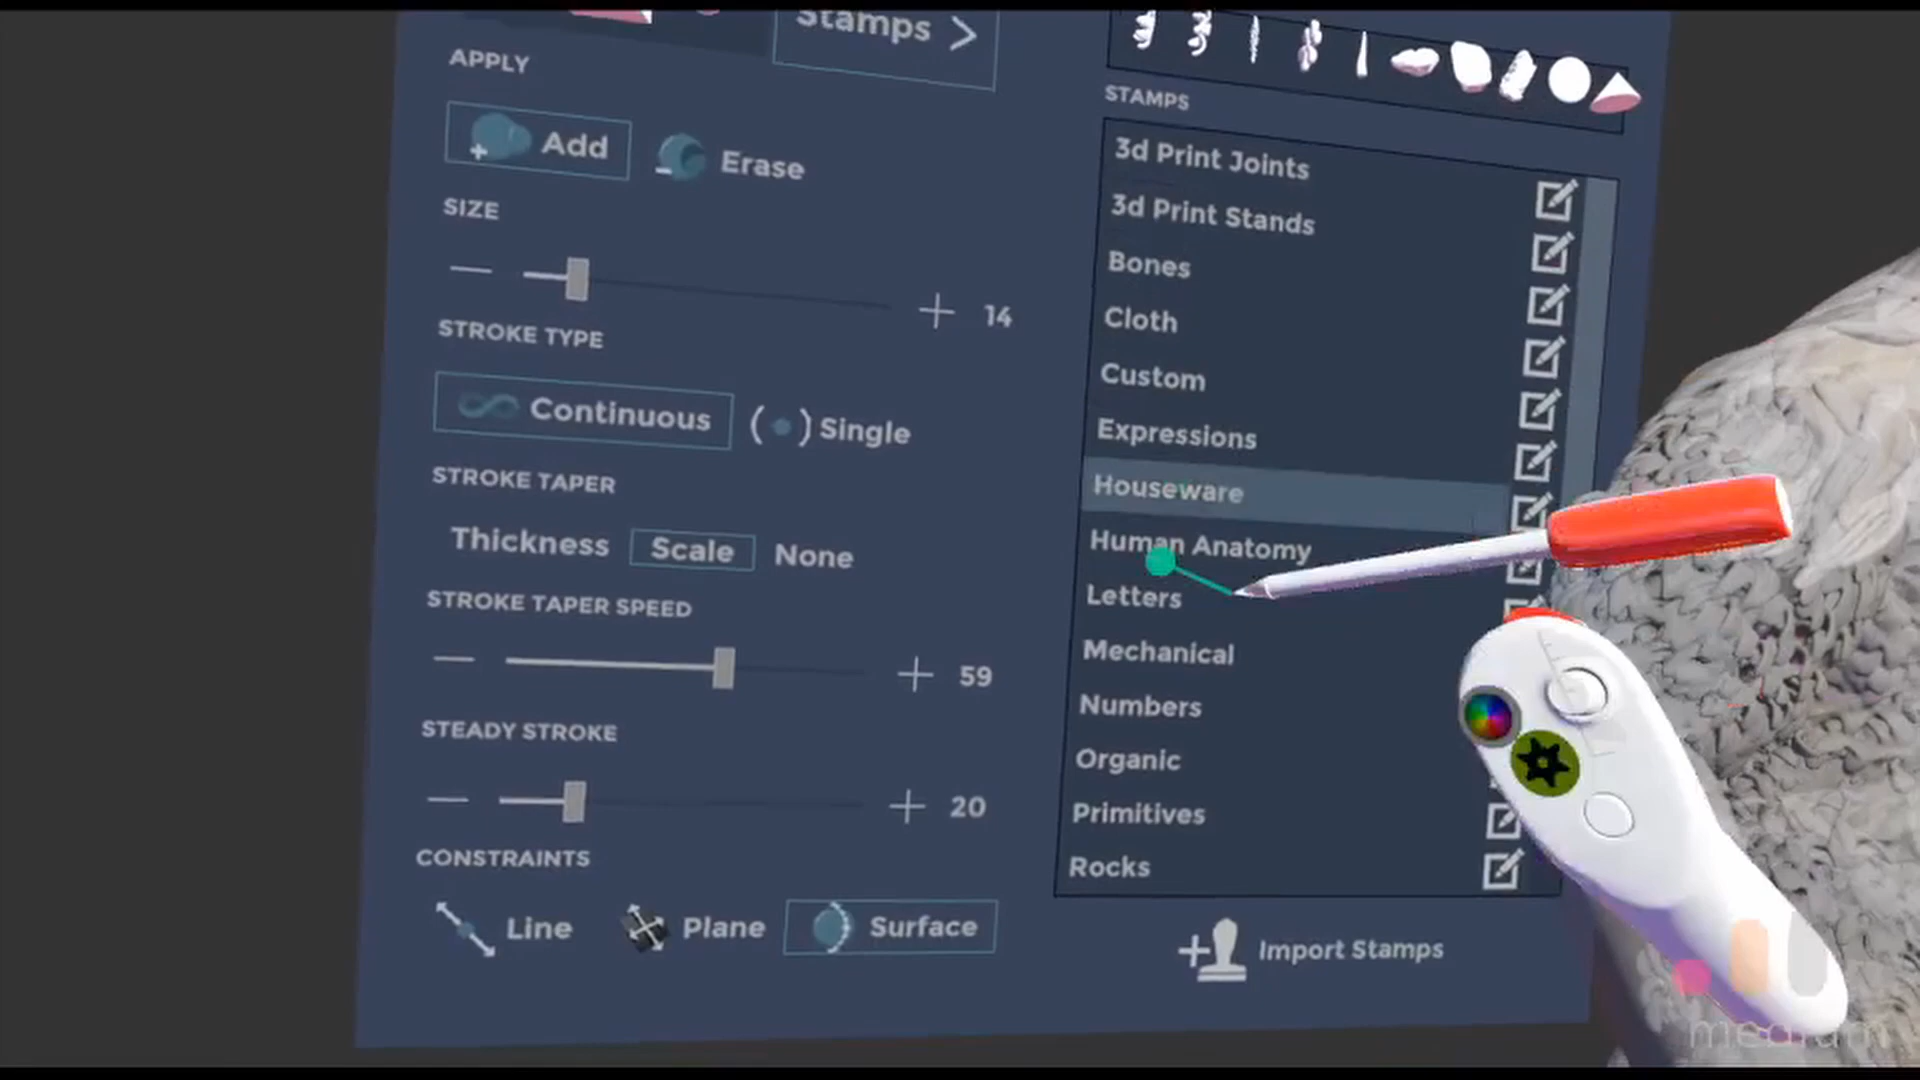 Stamps >
APPLY
Add
Erase
SIZE
14
STROKE TYPE
Continuous
Single
STROKE TAPER
Thickness
Scale
None
STROKE TAPER SPEED
59
STEADY STROKE
20
CONSTRAINTS
Line
Plane
Surface
STAMPS
3d Print Joints
3d Print Stands
Bones
Cloth
Custom
Expressions
Houseware
Human Anatomy
Letters
Mechanical
Numbers
Organic
Primitives
Rocks
Import Stamps
medium